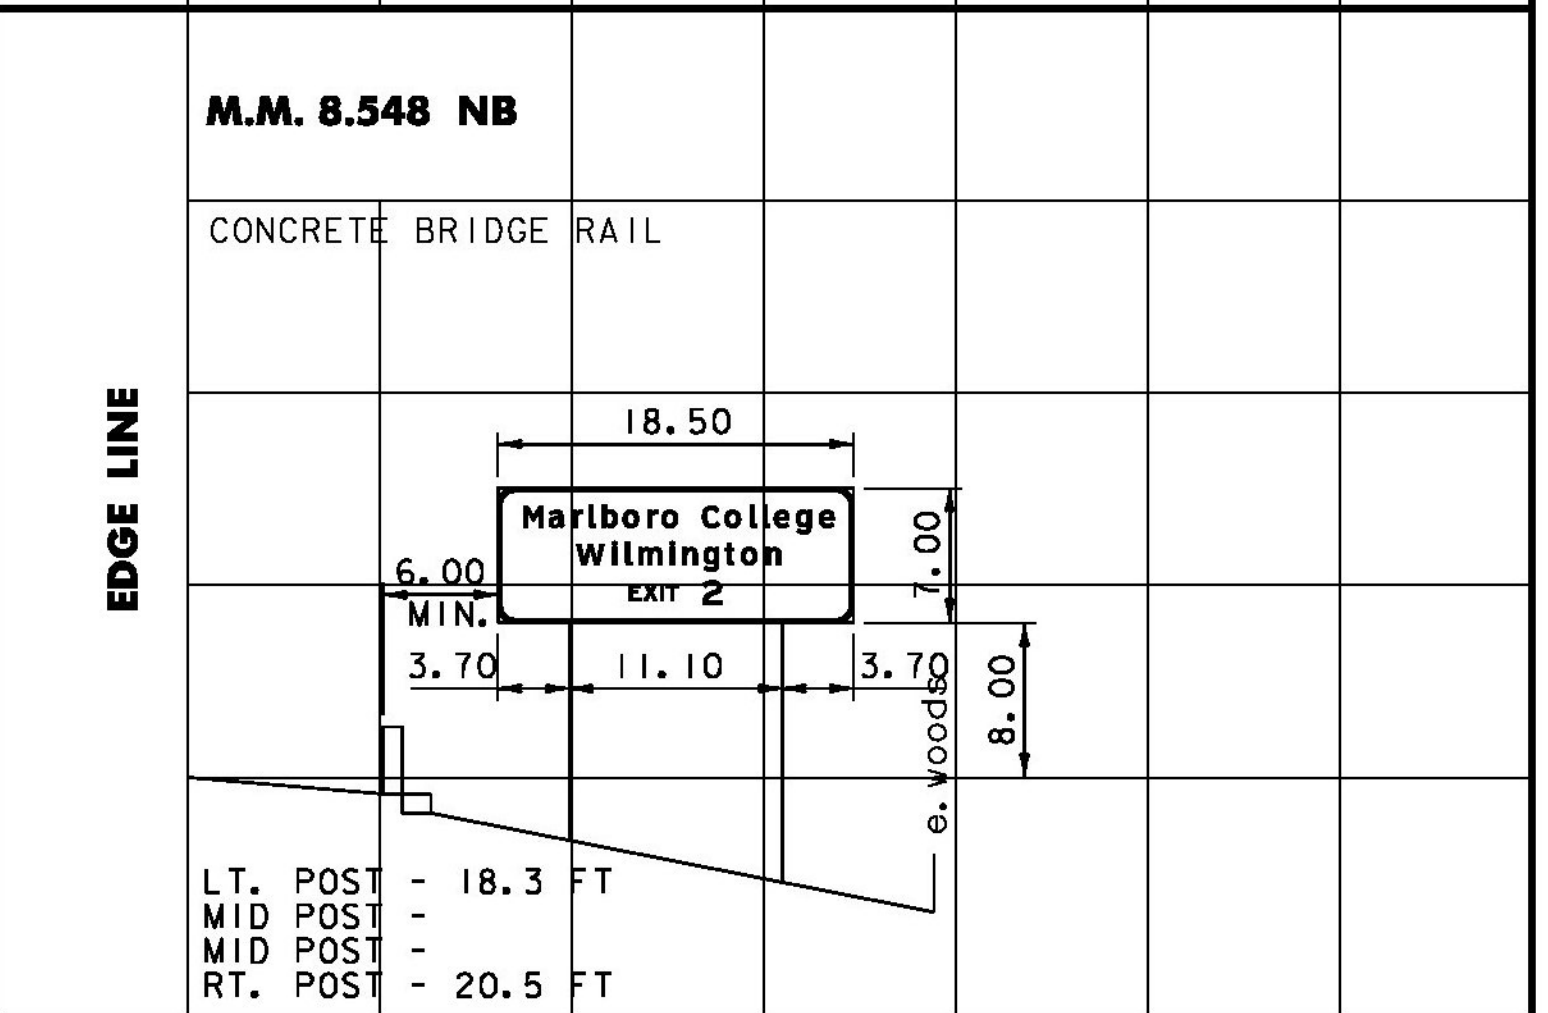 M.M. 8.548 NB
CONCRETE BRIDGE RAIL
EDGE LINE
18.50
Marlboro College
Wilmington
EXIT 2
7.00
6.00
MIN.
3.70
11.10
3.70
8.00
e. woods
LT. POST - 18.3 FT
MID POST -
MID POST -
RT. POST - 20.5 FT